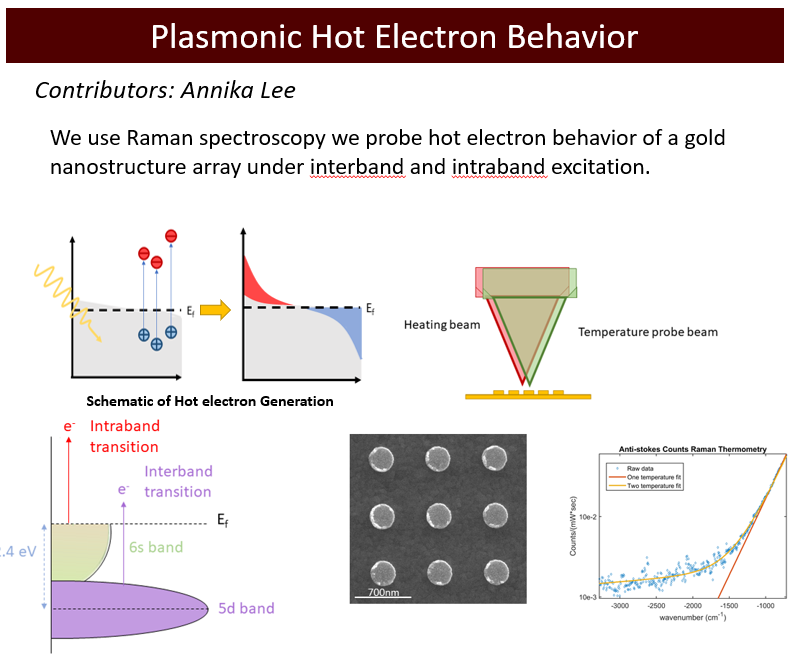 Plasmonic Hot Electron Behavior
Contributors: Annika Lee
We use Raman spectroscopy we probe hot electron behavior of a gold
nanostructure array under interband and intraband excitation.
Ef
Ef
Schematic of Hot electron Generation
Heating beam
Temperature probe beam
e- Intraband
transition
Interband
e- transition
Ef
.4 eV
6s band
5d band
700nm
Anti-stokes Counts Raman Thermometry
Raw data
One temperature fit
Two temperature fit
Counts/(mW*sec)
10e-2
10e-3
-3000 -2500 -2000 -1500 -1000
wavenumber (cm-1)